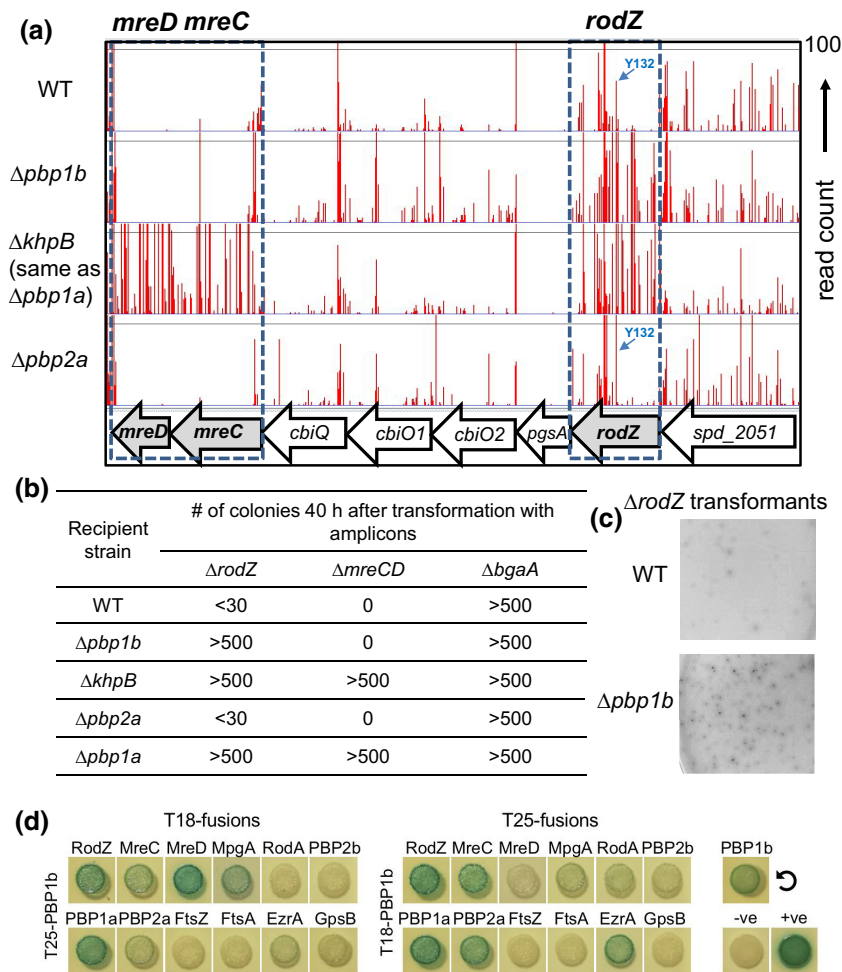 (a)
mreD mreC
rodZ
WT
Y132
100
Δpbp1b
ΔkhpB
(same as
Δpbp1a)
read count
Δpbp2a
Y132
mreD mreC cbiQ cbiO1 cbiO2 pgsA rodZ spd_2051
(b)
Recipient strain
# of colonies 40 h after transformation with amplicons
ΔrodZ ΔmreCD ΔbgaA
WT <30 0 >500
Δpbp1b >500 0 >500
ΔkhpB >500 >500 >500
Δpbp2a <30 0 >500
Δpbp1a >500 >500 >500
(c)
ΔrodZ transformants
WT
Δpbp1b
(d)
T18-fusions
T25-PBP1b
RodZ MreC MreD MpgA RodA PBP2b
PBP1a PBP2a FtsZ FtsA EzrA GpsB
T25-fusions
T18-PBP1b
RodZ MreC MreD MpgA RodA PBP2b
PBP1a PBP2a FtsZ FtsA EzrA GpsB
PBP1b
-ve +ve